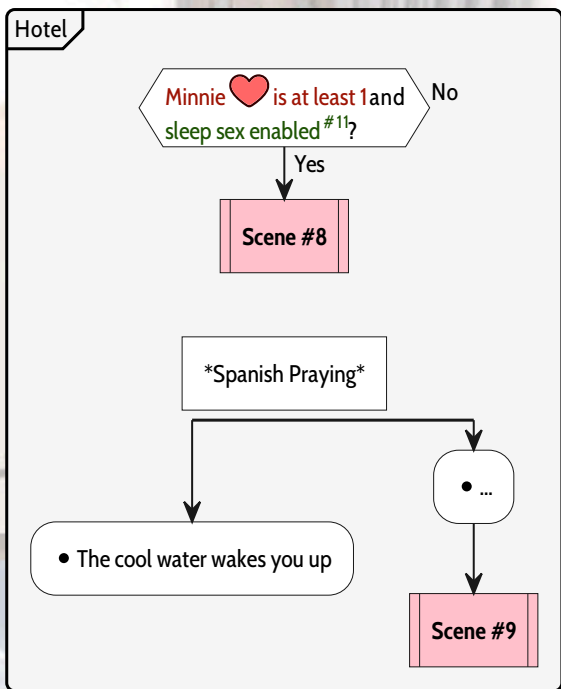 Hotel
Minnie is at least 1 and
sleep sex enabled #11?
No
Yes
Scene #8
*Spanish Praying*
• ...
• The cool water wakes you up
Scene #9